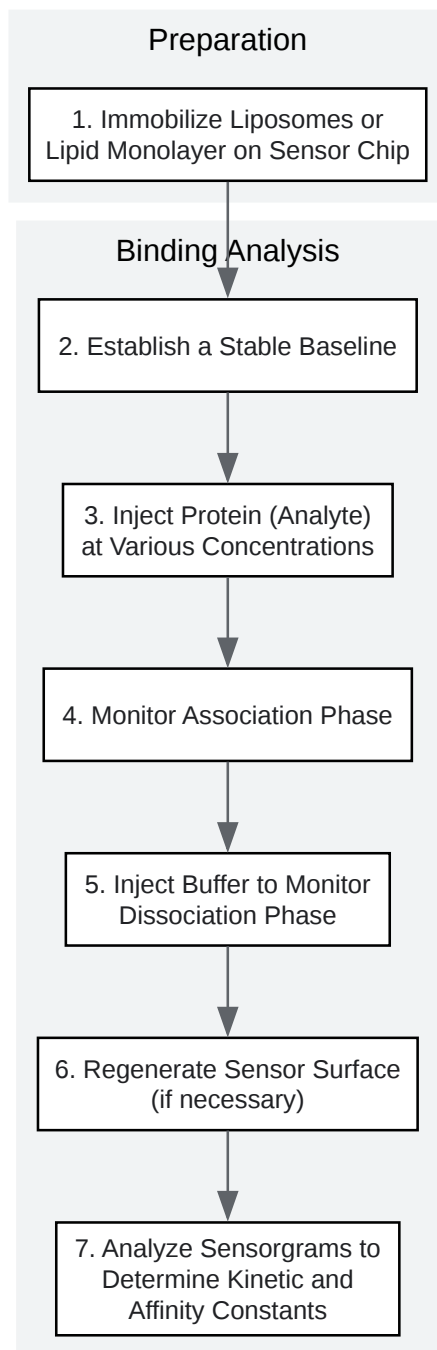 Preparation
1. Immobilize Liposomes or
Lipid Monolayer on Sensor Chip
Binding Analysis
2. Establish a Stable Baseline
3. Inject Protein (Analyte)
at Various Concentrations
4. Monitor Association Phase
5. Inject Buffer to Monitor
Dissociation Phase
6. Regenerate Sensor Surface
(if necessary)
7. Analyze Sensorgrams to
Determine Kinetic and
Affinity Constants